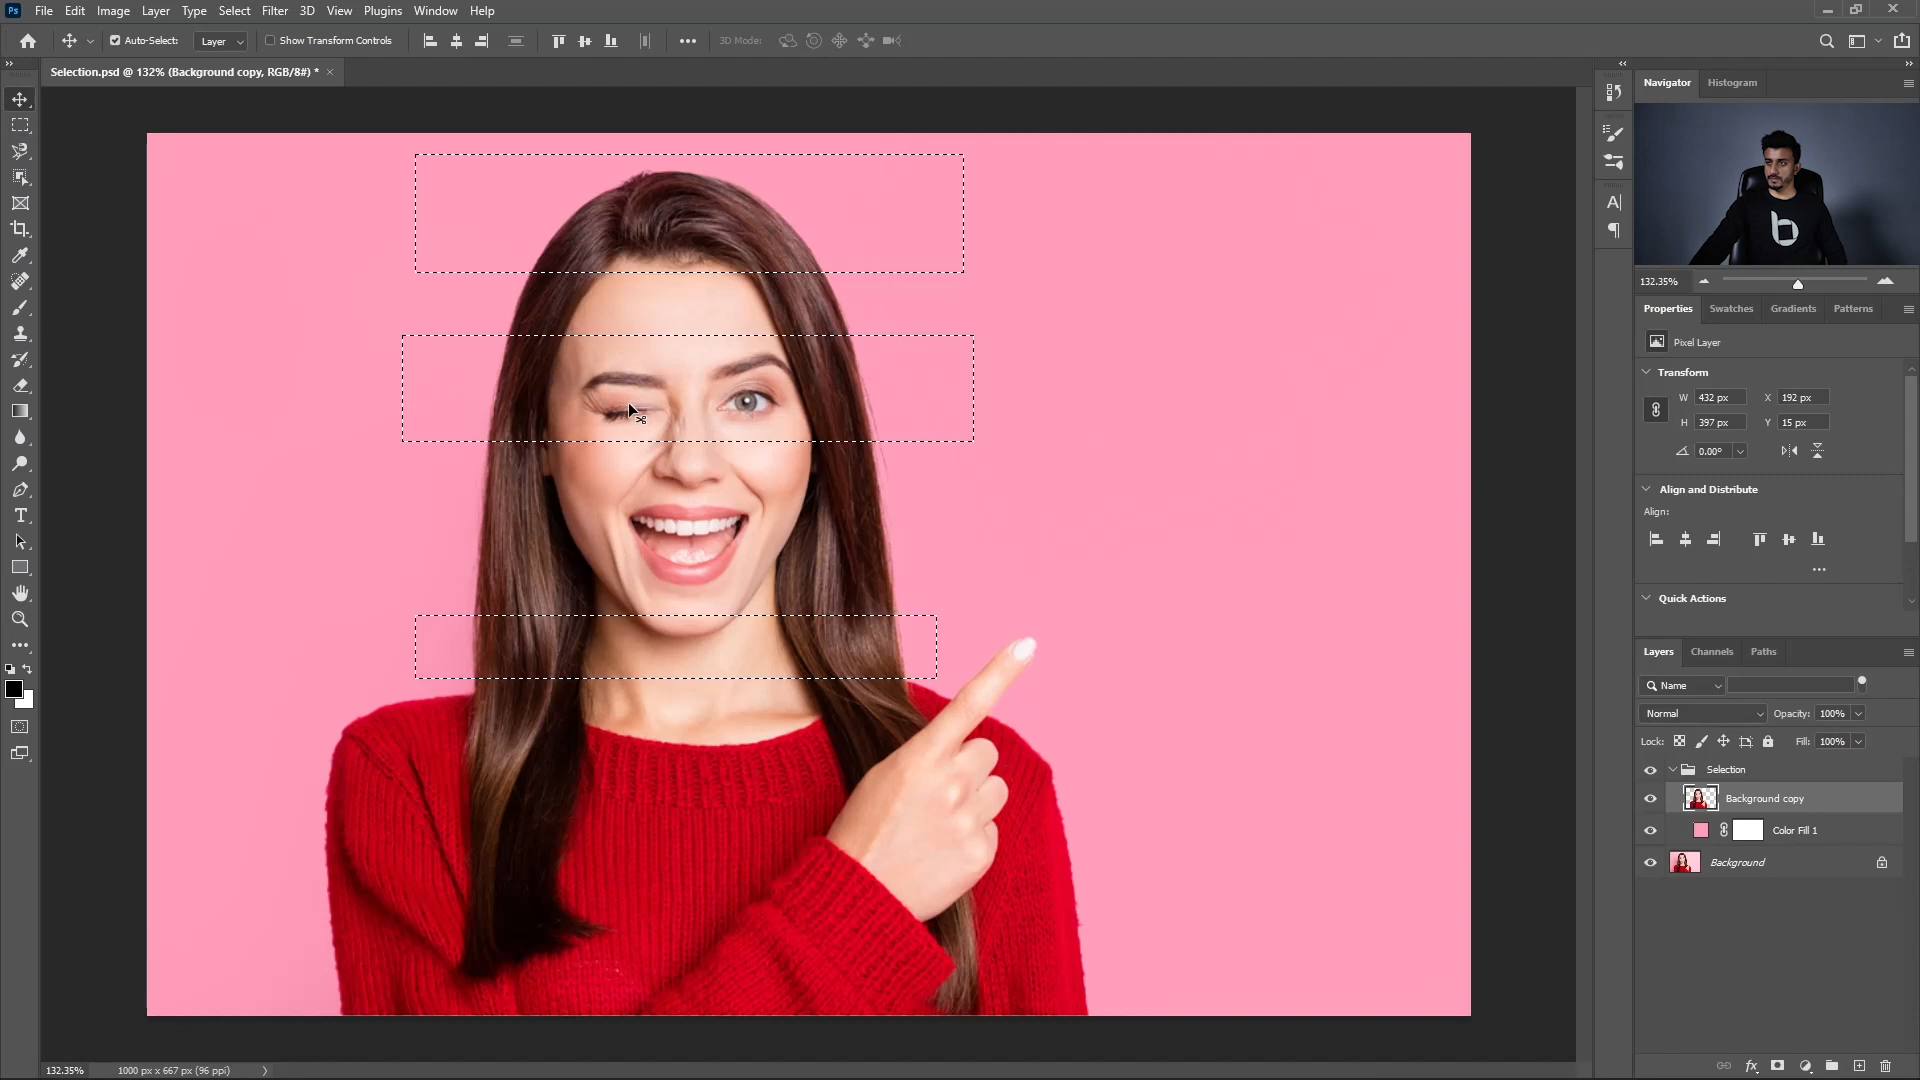 Ps File Edit Image Layer Type Select Filter 3D View Plugins Window Help
Auto-Select: Layer Show Transform Controls 3D Mode:
Selection.psd @ 132% (Background copy, RGB/8#) * ×
Navigator Histogram
b
132.35%
Properties Swatches Gradients Patterns
Pixel Layer
Transform
W 432 px X 192 px
H 397 px Y 15 px
0.00°
Align and Distribute
Align:
Quick Actions
Layers Channels Paths
Name
Normal Opacity: 100%
Lock: Fill: 100%
Selection
Background copy
Color Fill 1
Background
132.35% 1000 px x 667 px (96 ppi)